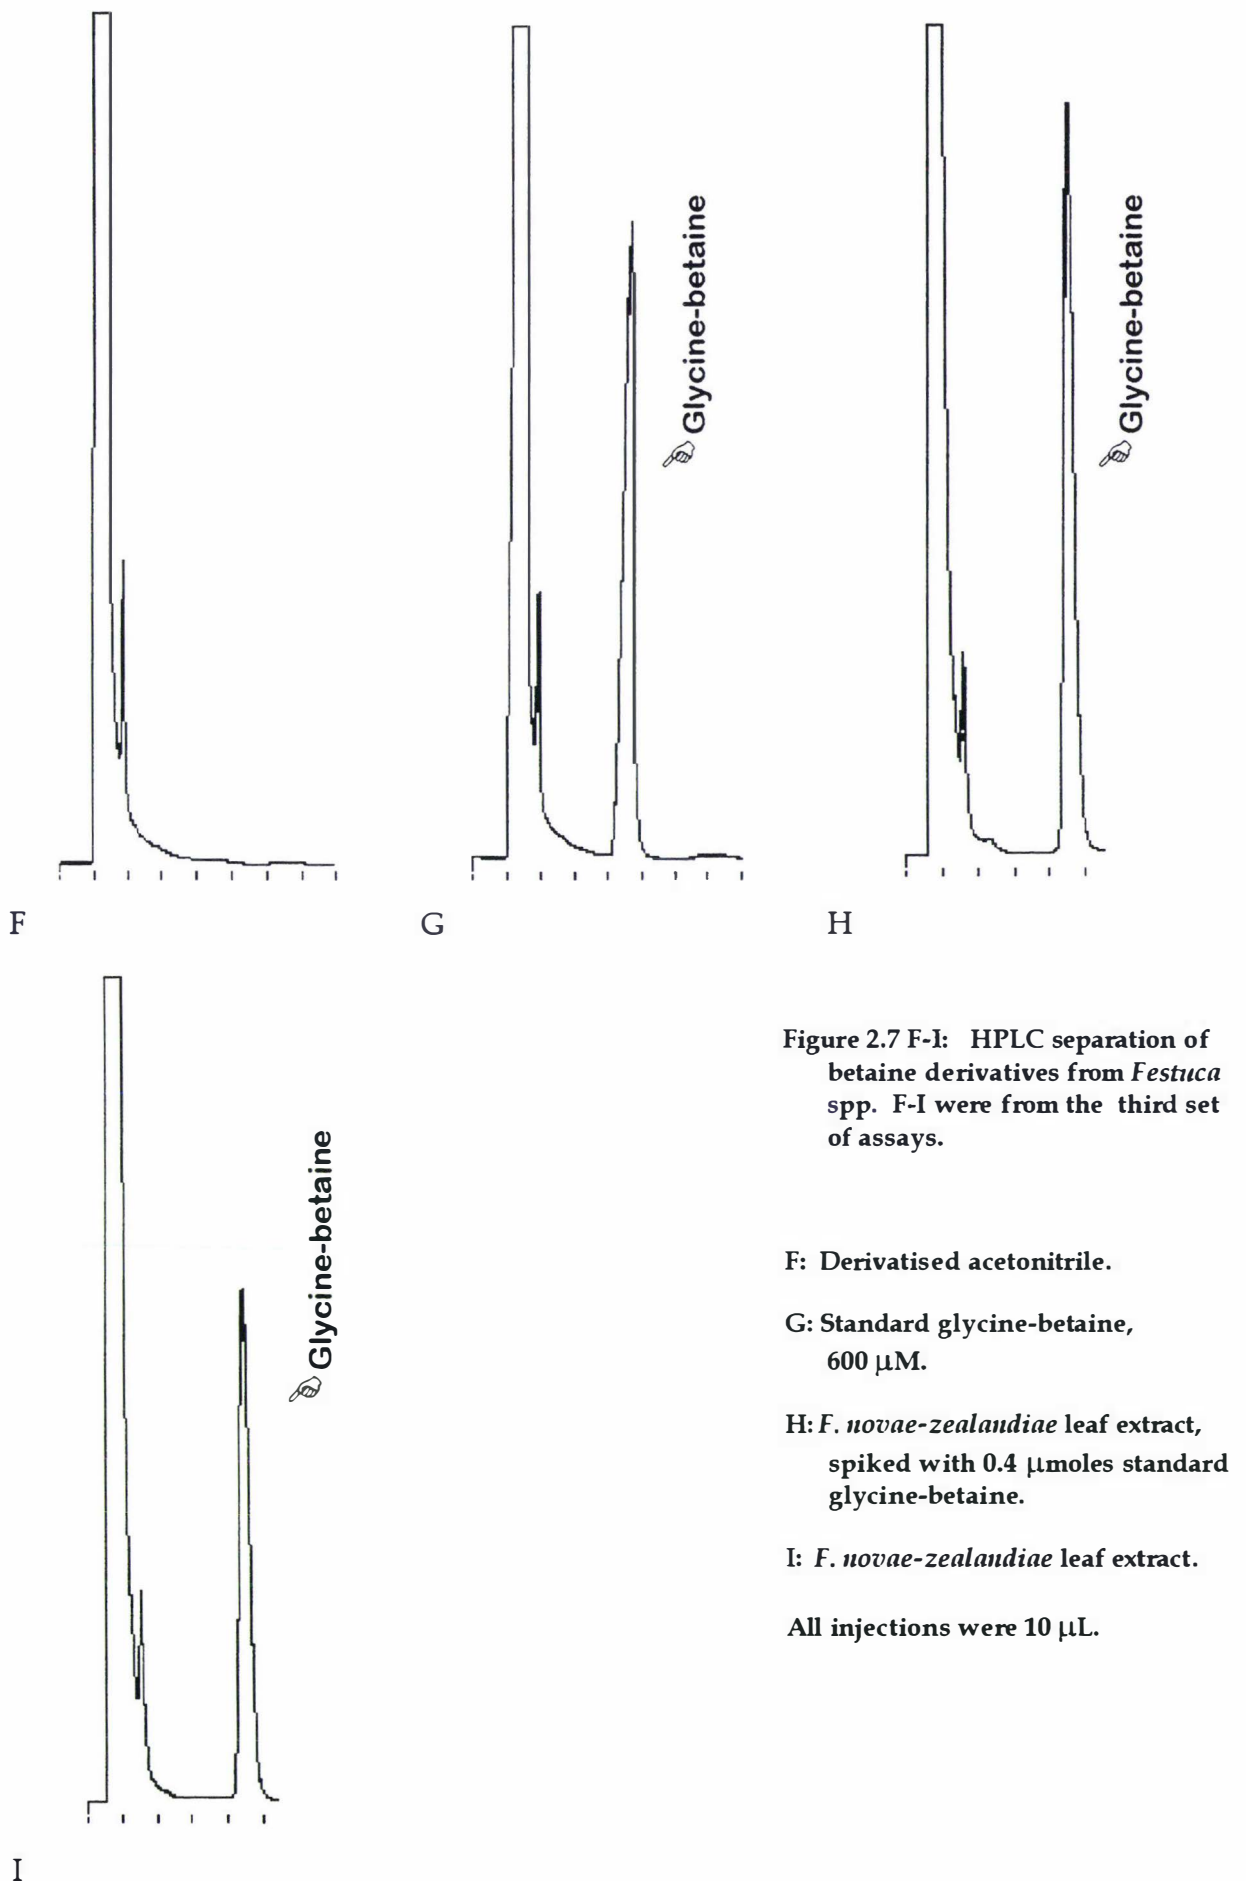 Glycine-betaine
Glycine-betaine
F
G
H
Glycine-betaine
Figure 2.7 F-I: HPLC separation of
betaine derivatives from Festuca
spp. F-I were from the third set
of assays.
F: Derivatised acetonitrile.
G: Standard glycine-betaine,
600 μM.
H: F. novae-zealandiae leaf extract,
spiked with 0.4 μmoles standard
glycine-betaine.
I: F. novae-zealandiae leaf extract.
All injections were 10 μL.
I